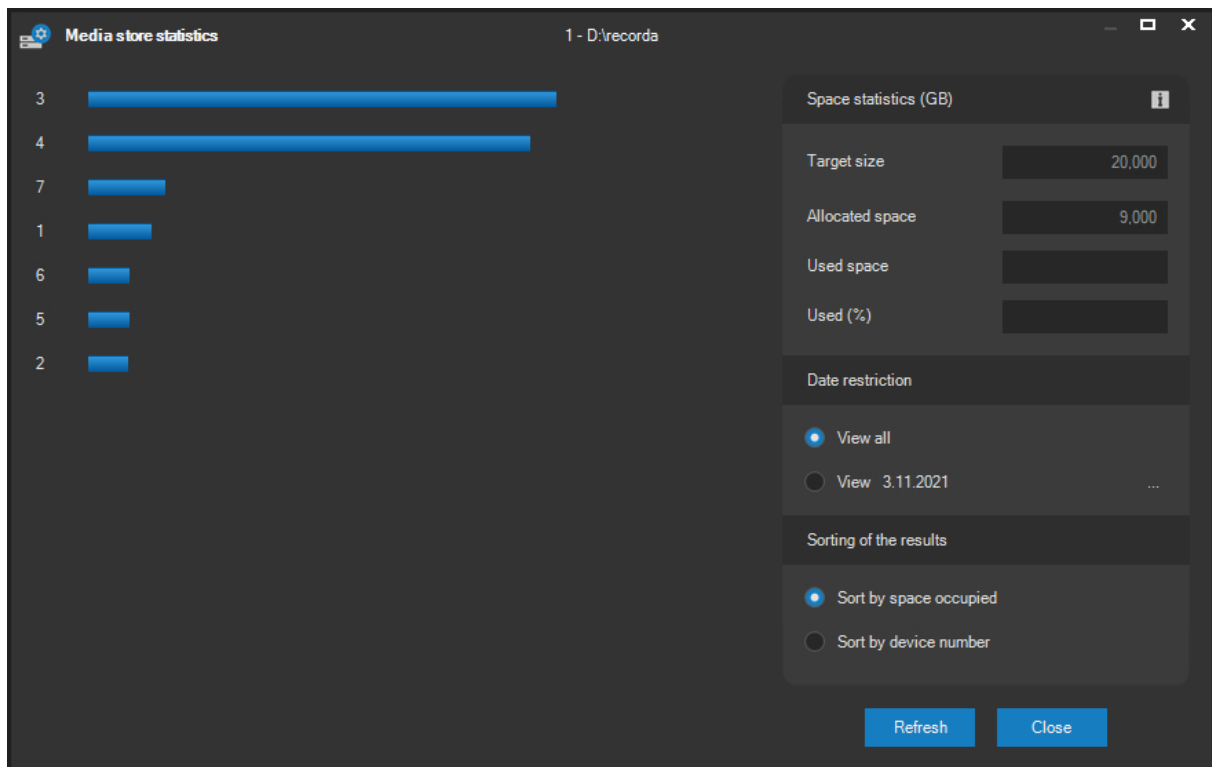 Media store statistics
1 - D:\recorda
3
4
7
1
6
5
2
Space statistics (GB)
Target size 20,000
Allocated space 9,000
Used space
Used (%)
Date restriction
View all
View 3.11.2021 ...
Sorting of the results
Sort by space occupied
Sort by device number
Refresh Close